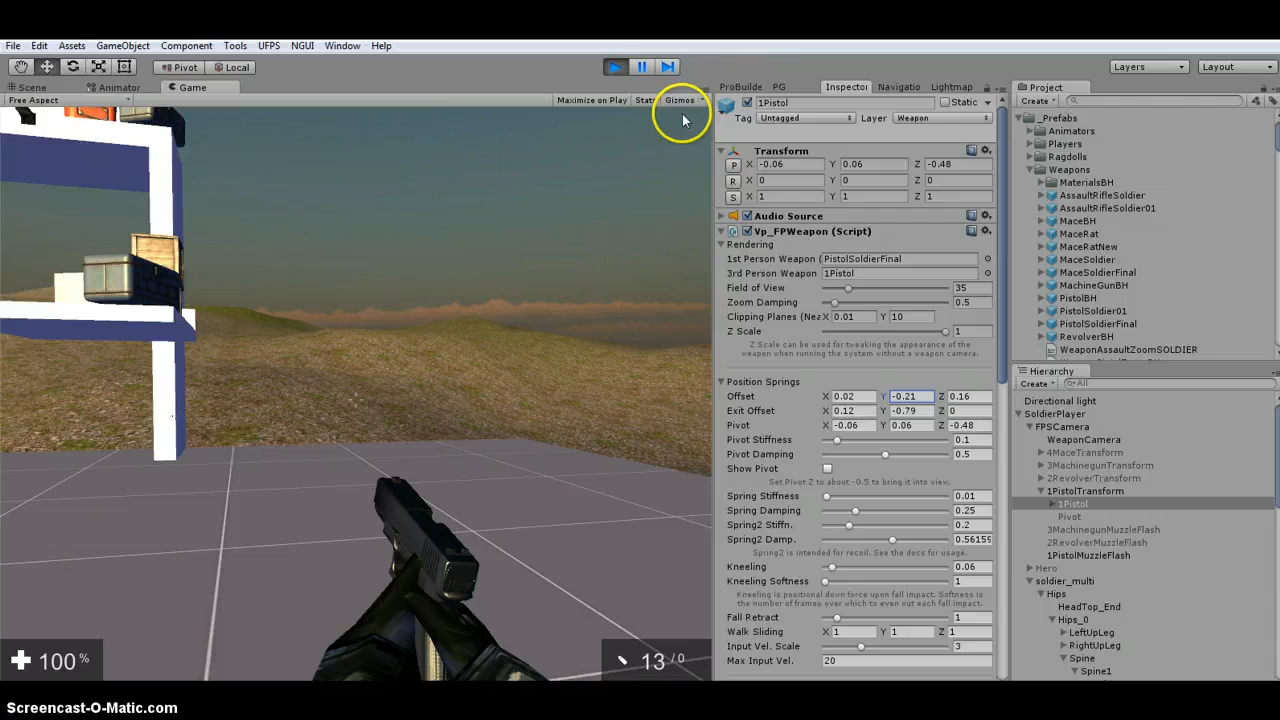 File Edit Assets GameObject Component Tools UFPS NGUI Window Help
Pivot Local Layers Layout
Scene Animator Game ProBuilde PG Inspector Navigatio Lightmap Project
Free Aspect Maximize on Play Stats Gizmos
1Pistol Static
Tag Untagged Layer Weapon
Transform
P X -0.06 Y 0.06 Z -0.48
R X 0 Y 0 Z 0
S X 1 Y 1 Z 1
Audio Source
Vp_FPWeapon (Script)
Rendering
1st Person Weapon ( PistolSoldierFinal
3rd Person Weapon 1Pistol
Field of View 35
Zoom Damping 0.5
Clipping Planes (Nea X 0.01 Y 10
Z Scale 1
Z Scale can be used for tweaking the appearance of the
weapon when running the system without a weapon camera.
Position Springs
Offset X 0.02 Y -0.21 Z 0.16
Exit Offset X 0.12 Y -0.79 Z 0
Pivot X -0.06 Y 0.06 Z -0.48
Pivot Stiffness 0.1
Pivot Damping 0.5
Show Pivot
Set Pivot Z to about -0.5 to bring it into view.
Spring Stiffness 0.01
Spring Damping 0.25
Spring2 Stiffn. 0.2
Spring2 Damp. 0.56159
Spring2 is intended for recoil. See the docs for usage.
Kneeling 0.06
Kneeling Softness 1
Kneeling is positional down force upon fall impact. Softness is
the number of frames over which to even out each fall impact.
Fall Retract 1
Walk Sliding X 1 Y 1 Z 1
Input Vel. Scale 3
Max Input Vel. 20
Create
_Prefabs
Animators
Players
Ragdolls
Weapons
MaterialsBH
AssaultRifleSoldier
AssaultRifleSoldier01
MaceBH
MaceRat
MaceRatNew
MaceSoldier
MaceSoldierFinal
MachineGunBH
PistolBH
PistolSoldier01
PistolSoldierFinal
RevolverBH
WeaponAssaultZoomSOLDIER
Hierarchy
Create All
Directional light
SoldierPlayer
FPSCamera
WeaponCamera
4MaceTransform
3MachinegunTransform
2RevolverTransform
1PistolTransform
1Pistol
Pivot
3MachinegunMuzzleFlash
2RevolverMuzzleFlash
1PistolMuzzleFlash
Hero
soldier_multi
Hips
HeadTop_End
Hips_0
LeftUpLeg
RightUpLeg
Spine
Spine1
100 %
13 / 0
Screencast-O-Matic.com